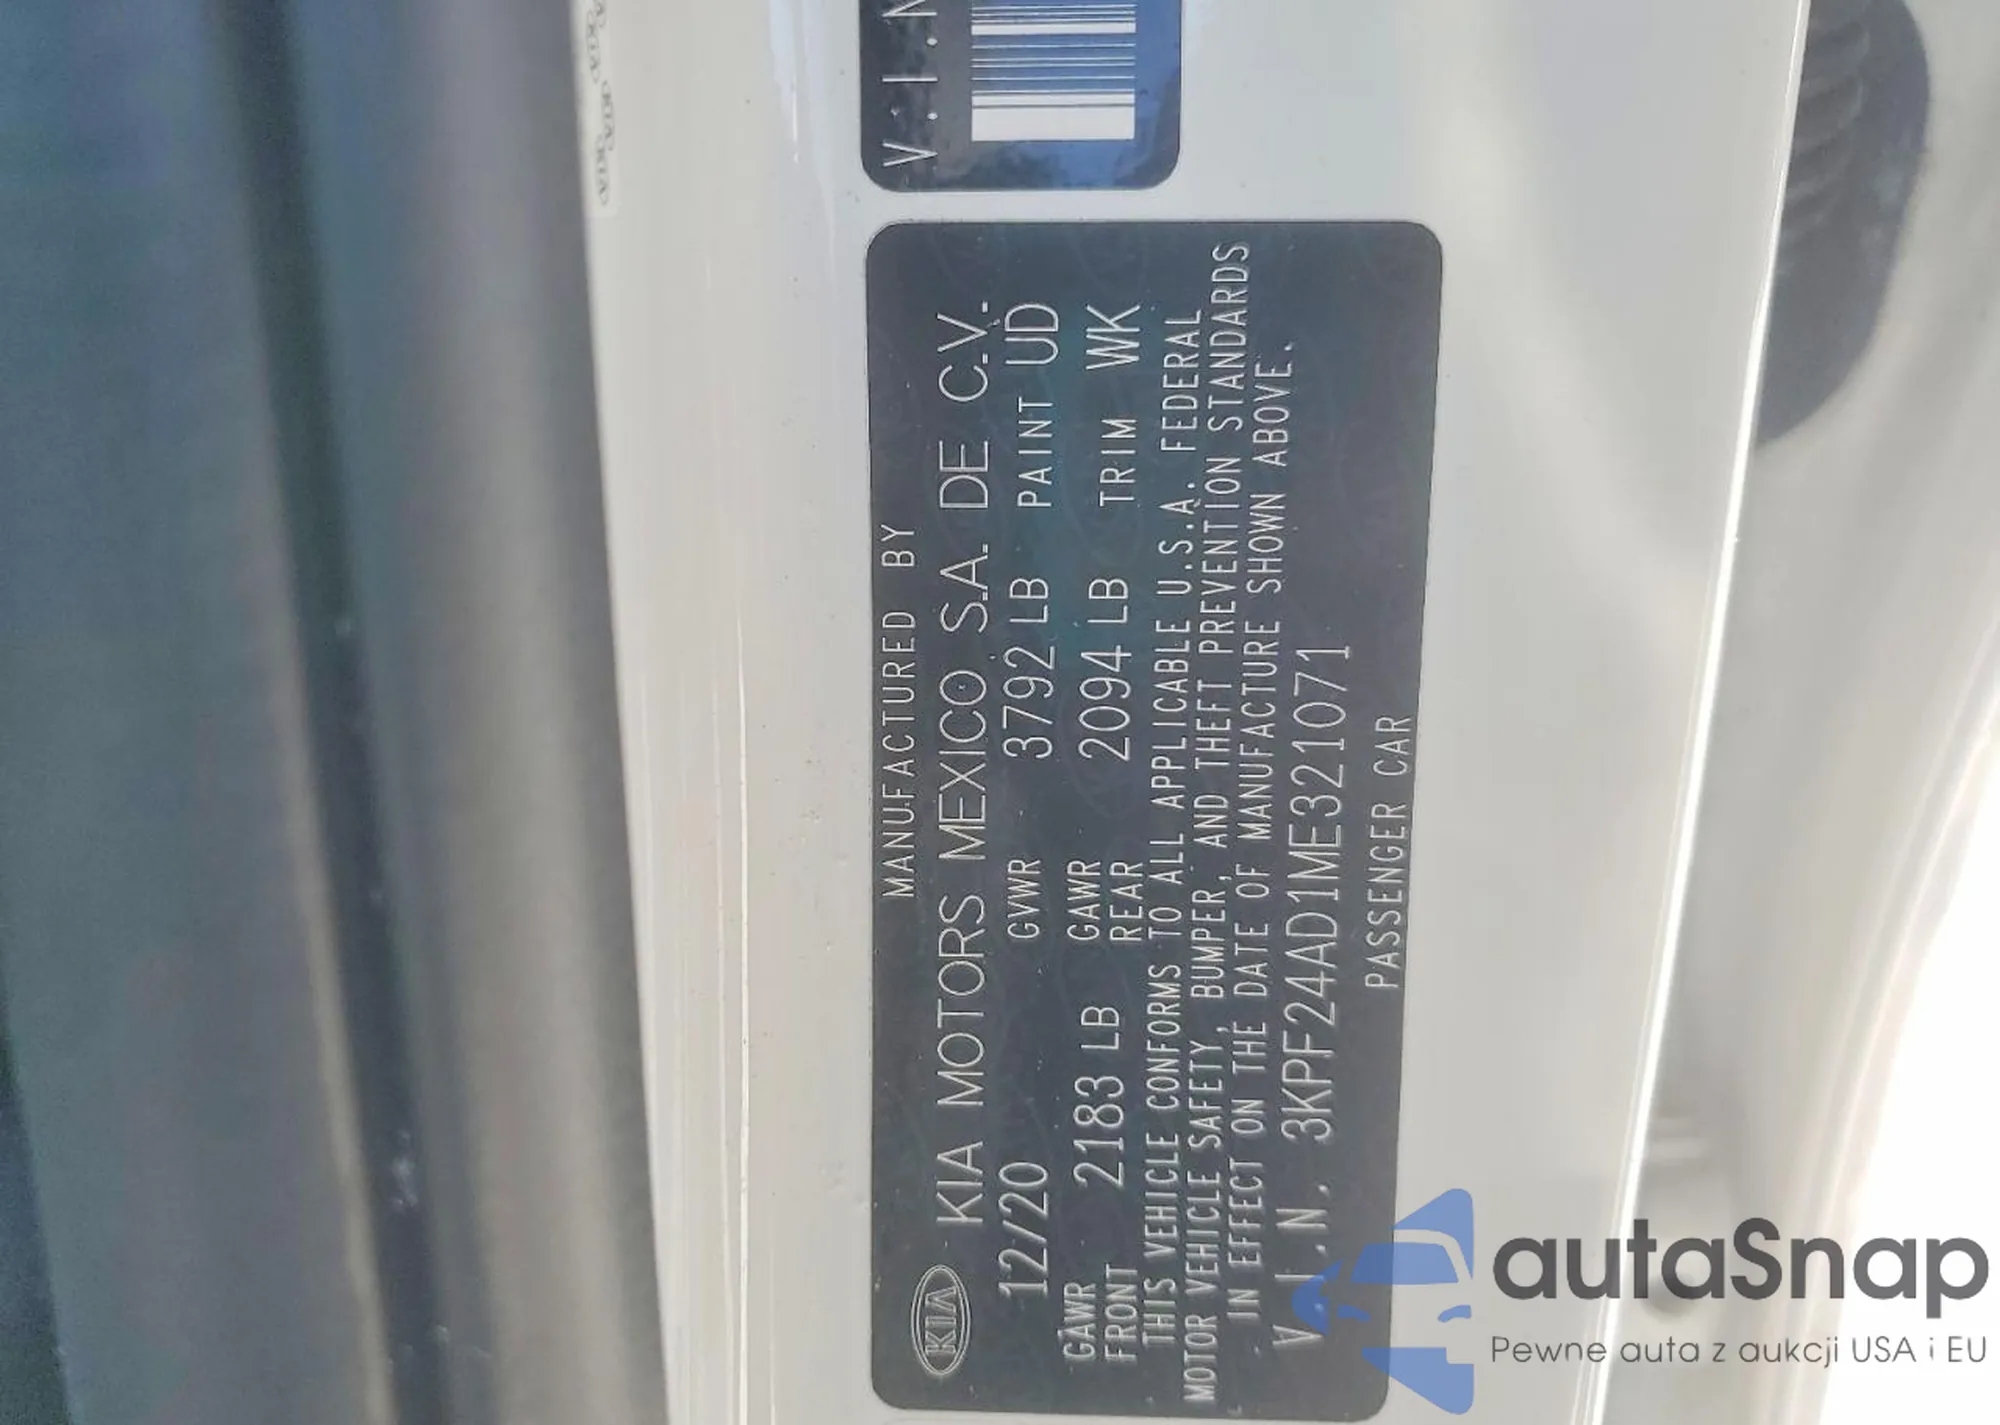 V.I.N
MANUFACTURED BY
KIA KIA MOTORS MEXICO S.A. DE C.V.
12/20 GVWR 3792 LB PAINT UD
GAWR FRONT 2183 LB GAWR REAR 2094 LB TRIM WK
THIS VEHICLE CONFORMS TO ALL APPLICABLE U.S.A. FEDERAL
MOTOR VEHICLE SAFETY, BUMPER, AND THEFT PREVENTION STANDARDS
IN EFFECT ON THE DATE OF MANUFACTURE SHOWN ABOVE.
V.I.N. 3KPF24AD1ME321071
PASSENGER CAR
autaSnap
Pewne auta z aukcji USA i EU